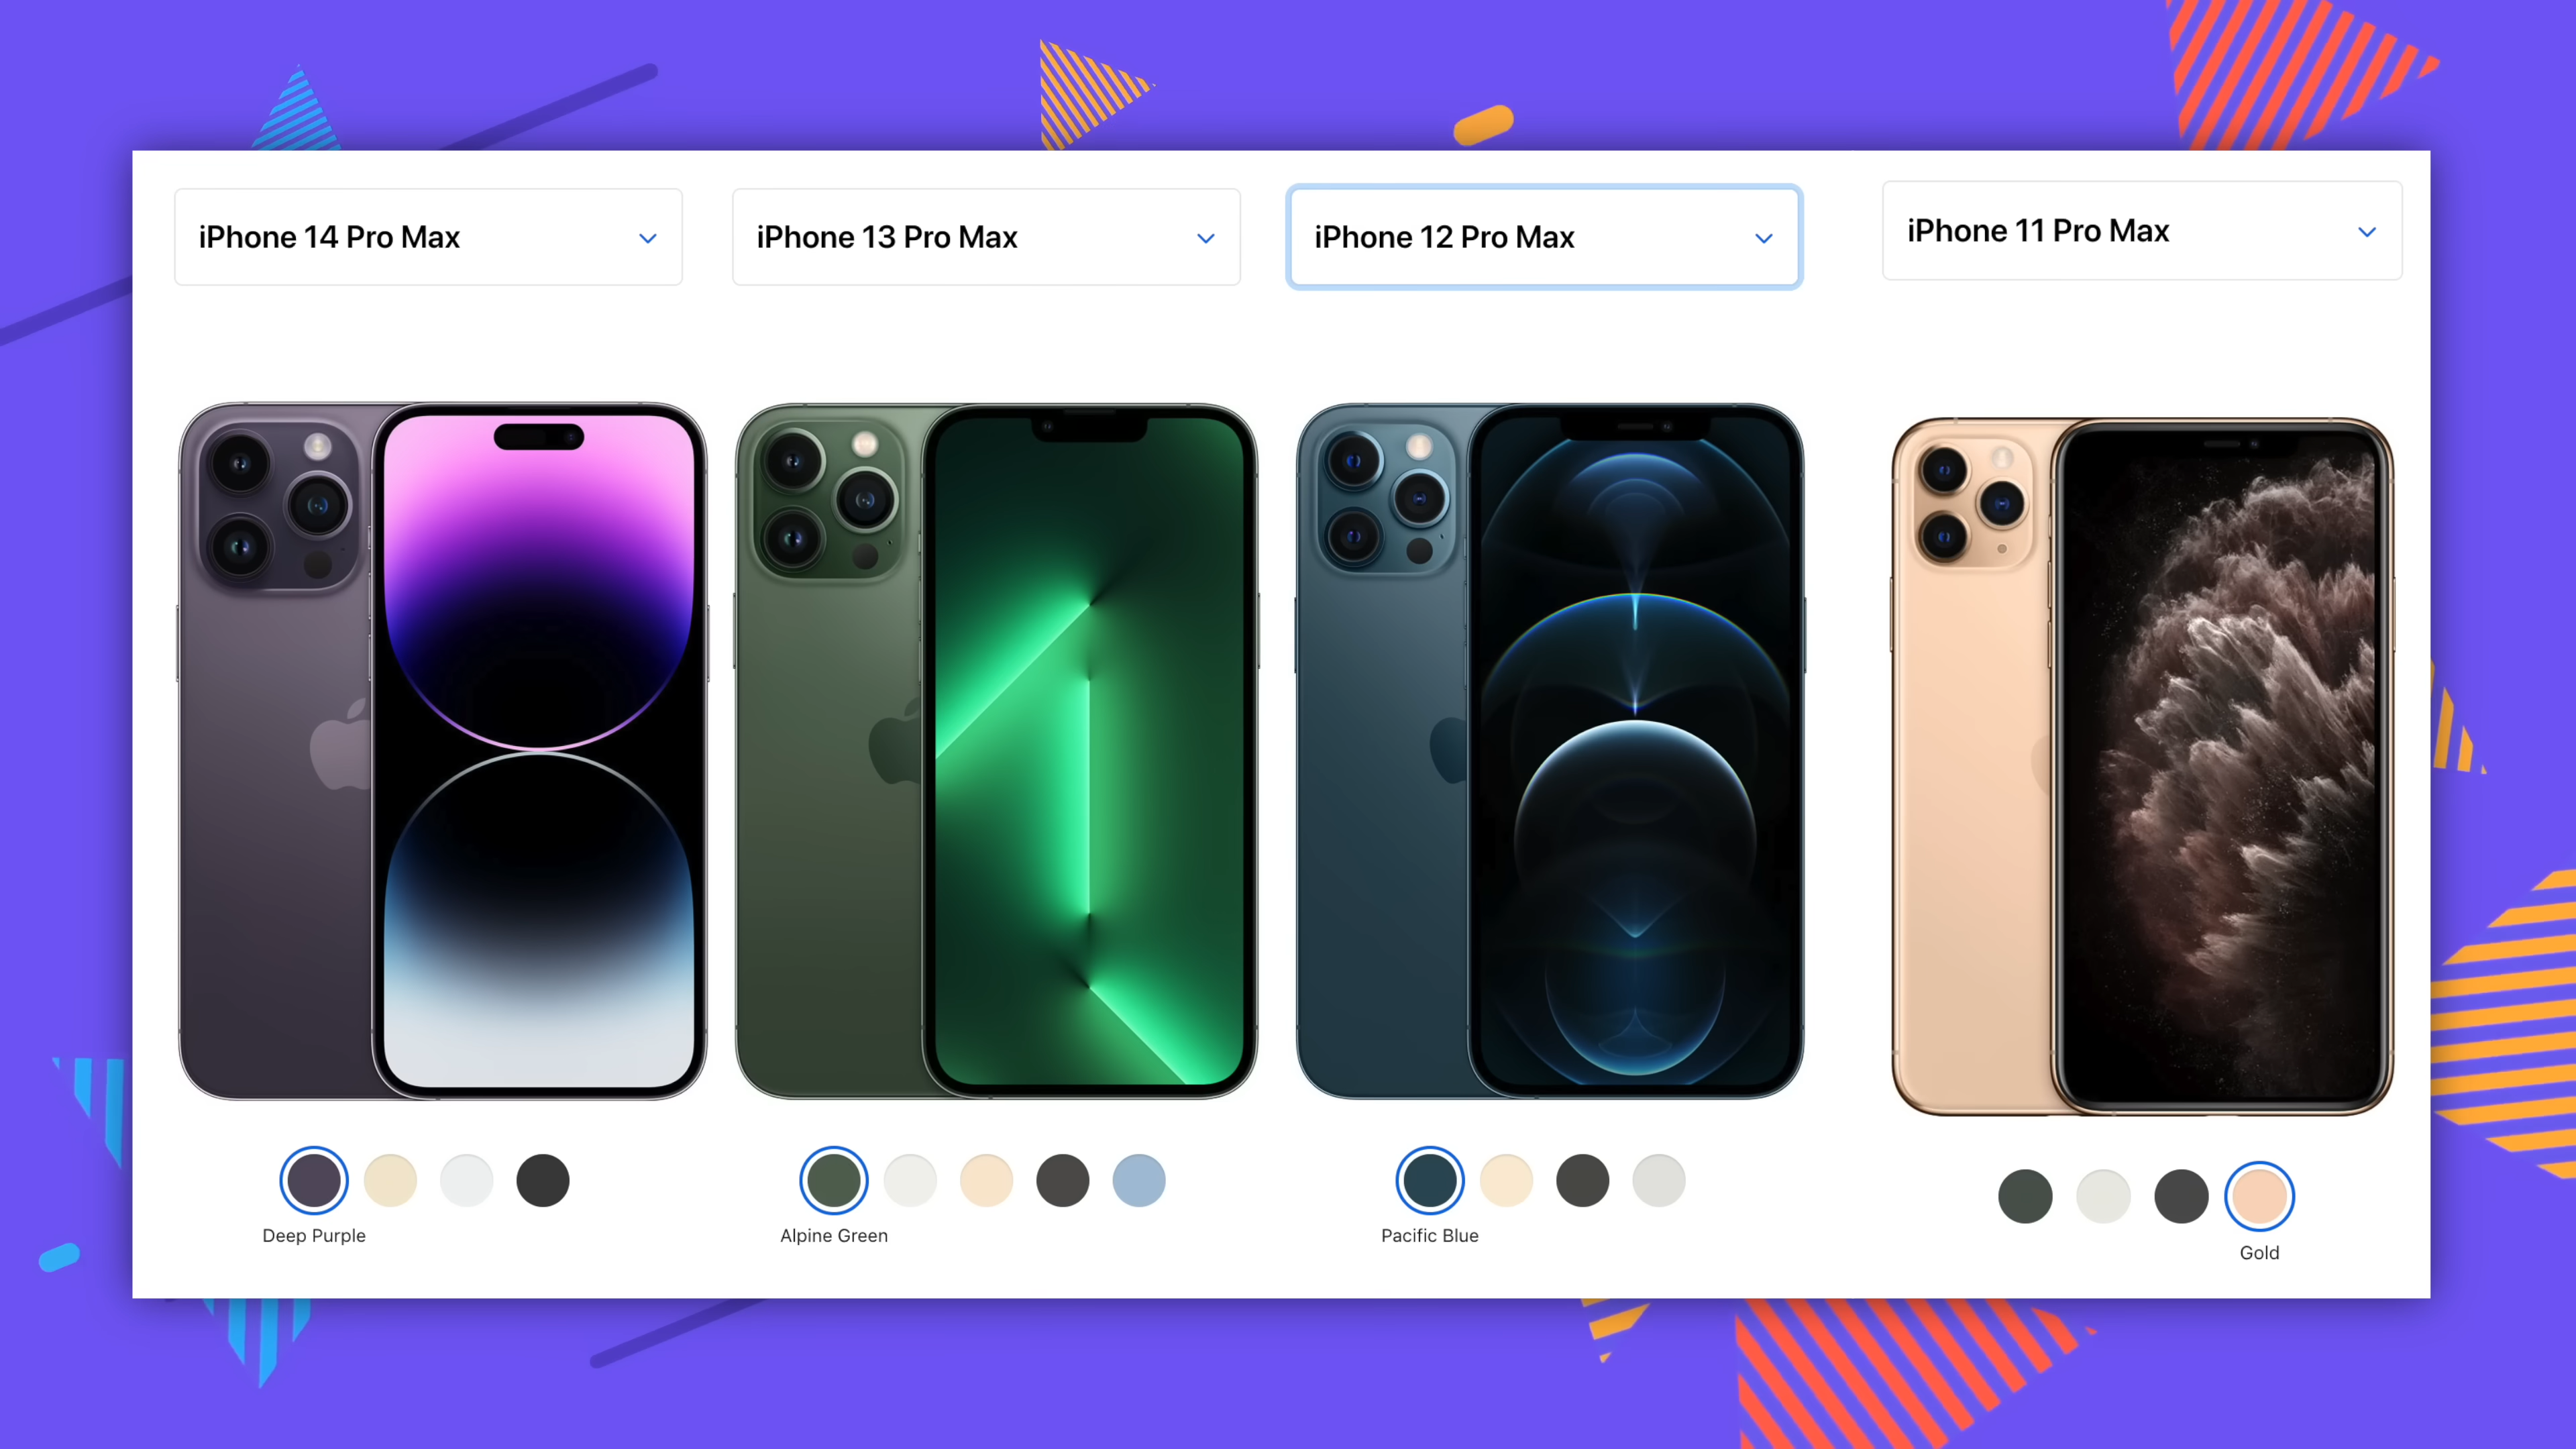 iPhone 14 Pro Max
iPhone 13 Pro Max
iPhone 12 Pro Max
iPhone 11 Pro Max
Deep Purple
Alpine Green
Pacific Blue
Gold